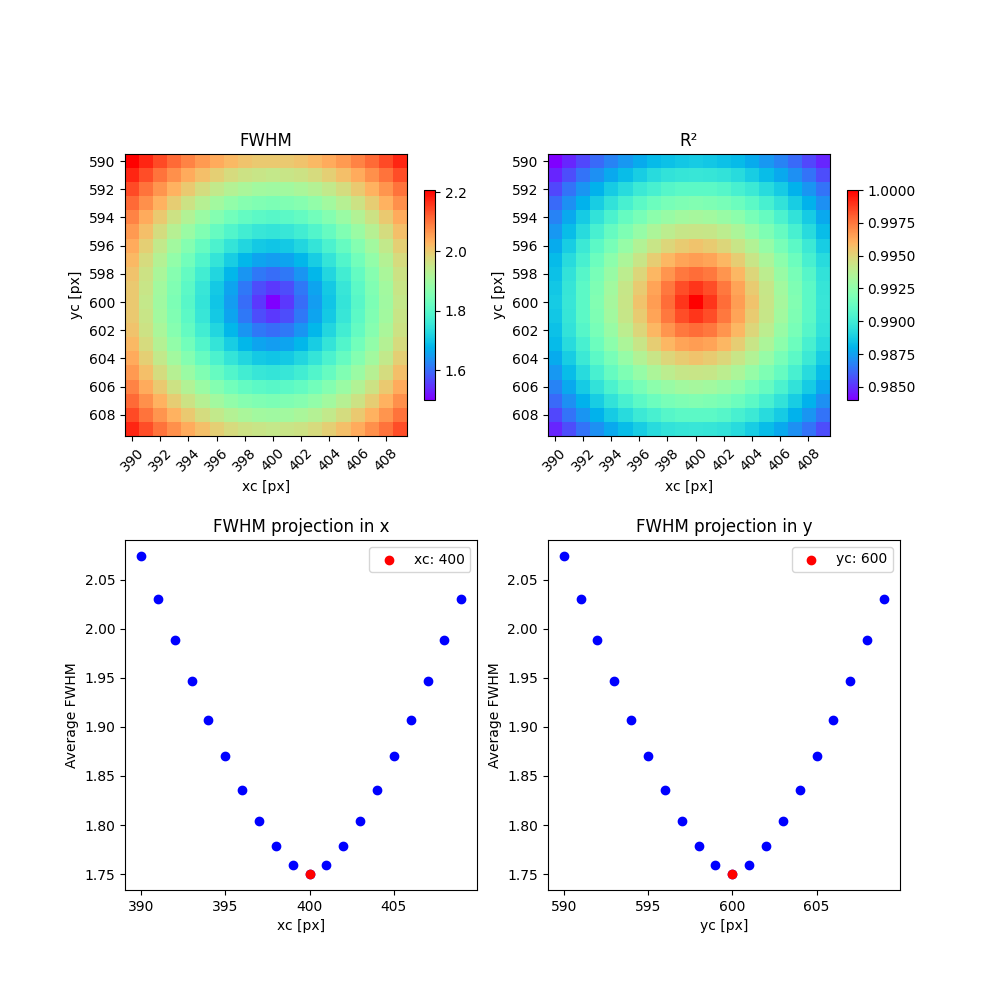 FWHM
590
592
594
596
598
600
602
604
606
608
yc [px]
390 392 394 396 398 400 402 404 406 408
xc [px]
2.2
2.0
1.8
1.6
R²
590
592
594
596
598
600
602
604
606
608
yc [px]
390 392 394 396 398 400 402 404 406 408
xc [px]
1.0000
0.9975
0.9950
0.9925
0.9900
0.9875
0.9850
FWHM projection in x
xc: 400
2.05
2.00
1.95
1.90
1.85
1.80
1.75
Average FWHM
390 395 400 405
xc [px]
FWHM projection in y
yc: 600
2.05
2.00
1.95
1.90
1.85
1.80
1.75
Average FWHM
590 595 600 605
yc [px]